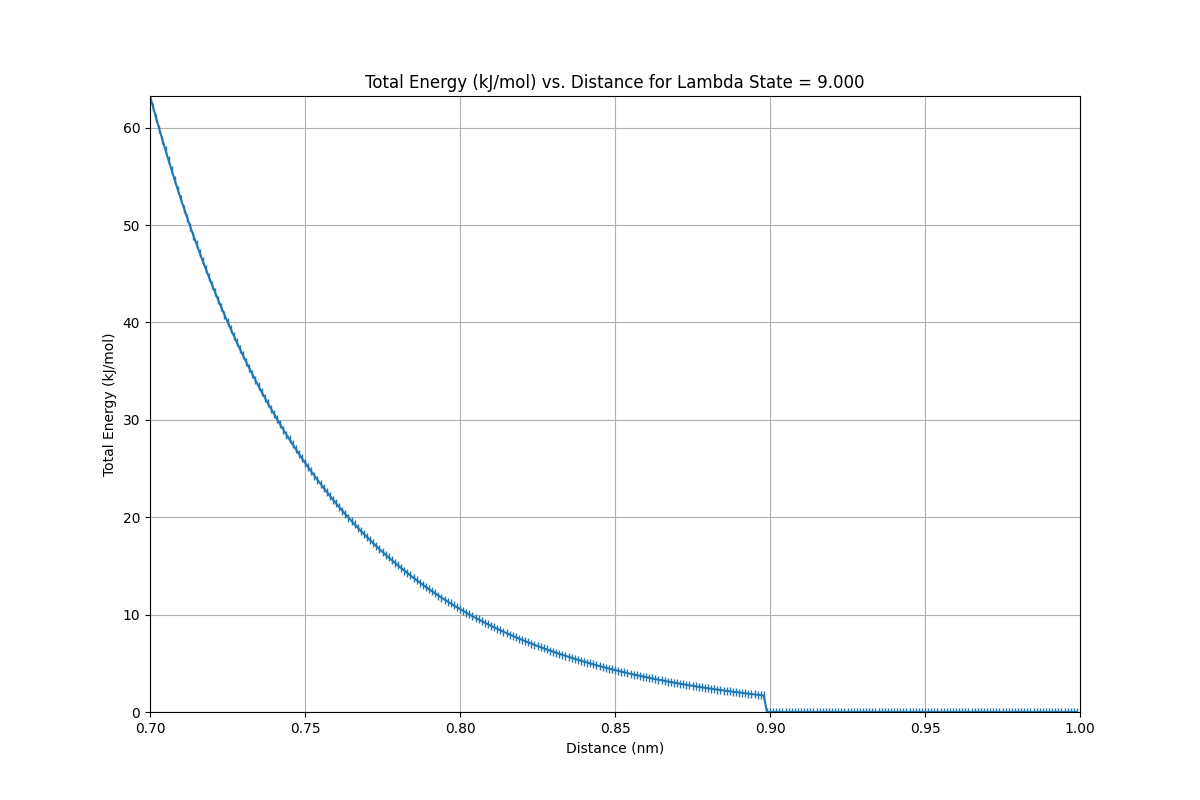 Total Energy (kJ/mol) vs. Distance for Lambda State = 9.000
60
50
40
30
20
10
0
Total Energy (kJ/mol)
0.70 0.75 0.80 0.85 0.90 0.95 1.00
Distance (nm)